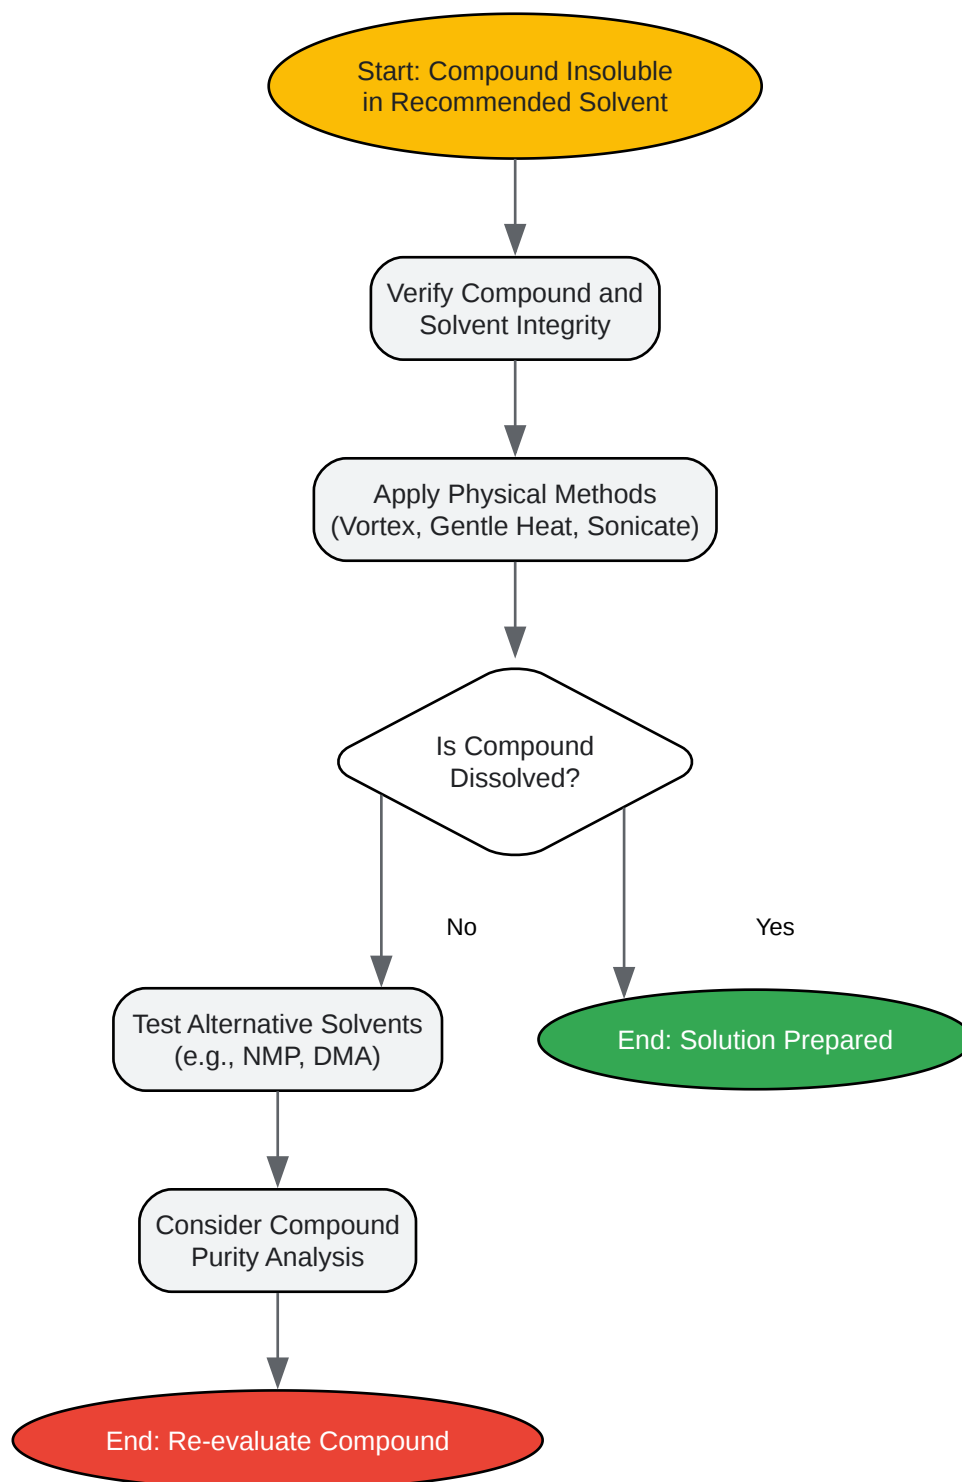 Start: Compound Insoluble
in Recommended Solvent
Verify Compound and
Solvent Integrity
Apply Physical Methods
(Vortex, Gentle Heat, Sonicate)
Is Compound
Dissolved?
No
Yes
Test Alternative Solvents
(e.g., NMP, DMA)
End: Solution Prepared
Consider Compound
Purity Analysis
End: Re-evaluate Compound